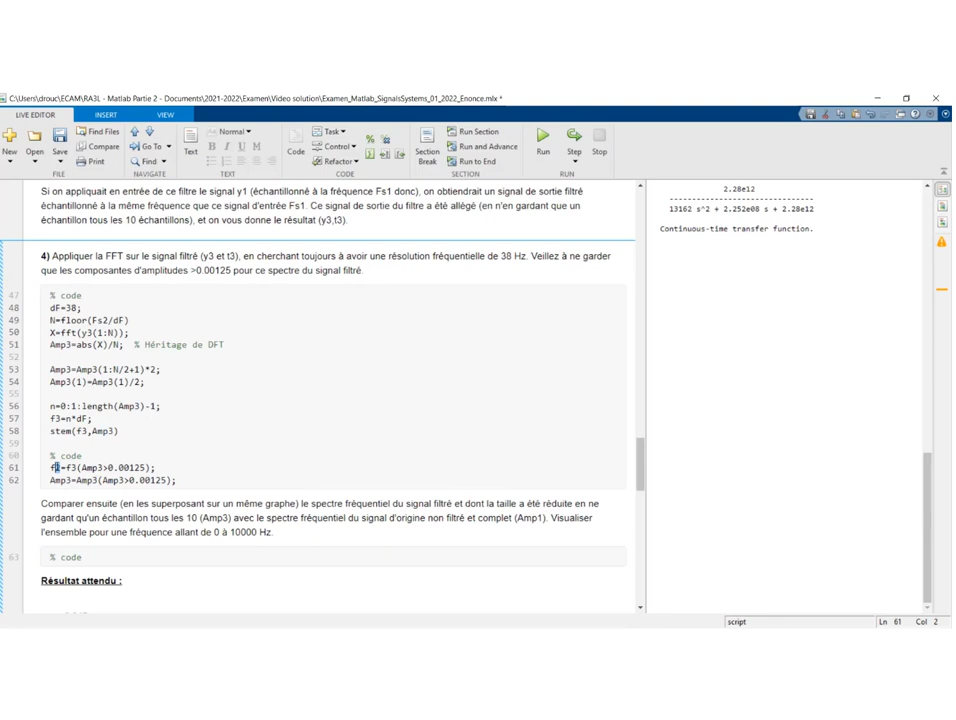 C:\Users\drouc\ECAM\RA3L - Matlab Partie 2 - Documents\2021-2022\Examen\Video solution\Examen_Matlab_SignalsSystems_01_2022_Enonce.mlx *
LIVE EDITOR INSERT VIEW
New Open Save Find Files Compare Print Go To Find Text Normal B I U M Code Task Control Refactor Section Break Run Section Run and Advance Run to End Run Step Stop
FILE NAVIGATE TEXT CODE SECTION RUN
Si on appliquait en entrée de ce filtre le signal y1 (échantillonné à la fréquence Fs1 donc), on obtiendrait un signal de sortie filtré
échantillonné à la même fréquence que ce signal d'entrée Fs1. Ce signal de sortie du filtre a été allégé (en n'en gardant que un
échantillon tous les 10 échantillons), et on vous donne le résultat (y3,t3).
4) Appliquer la FFT sur le signal filtré (y3 et t3), en cherchant toujours à avoir une résolution fréquentielle de 38 Hz. Veillez à ne garder
que les composantes d'amplitudes >0.00125 pour ce spectre du signal filtré.
47 % code
48 dF=38;
49 N=floor(Fs2/dF)
50 X=fft(y3(1:N));
51 Amp3=abs(X)/N; % Héritage de DFT
52
53 Amp3=Amp3(1:N/2+1)*2;
54 Amp3(1)=Amp3(1)/2;
55
56 n=0:1:length(Amp3)-1;
57 f3=n*dF;
58 stem(f3,Amp3)
59
60 % code
61 f=f3(Amp3>0.00125);
62 Amp3=Amp3(Amp3>0.00125);
Comparer ensuite (en les superposant sur un même graphe) le spectre fréquentiel du signal filtré et dont la taille a été réduite en ne
gardant qu'un échantillon tous les 10 (Amp3) avec le spectre fréquentiel du signal d'origine non filtré et complet (Amp1). Visualiser
l'ensemble pour une fréquence allant de 0 à 10000 Hz.
63 % code
Résultat attendu :
2.28e12
--------------------------------
13162 s^2 + 2.252e08 s + 2.28e12
Continuous-time transfer function.
script Ln 61 Col 2